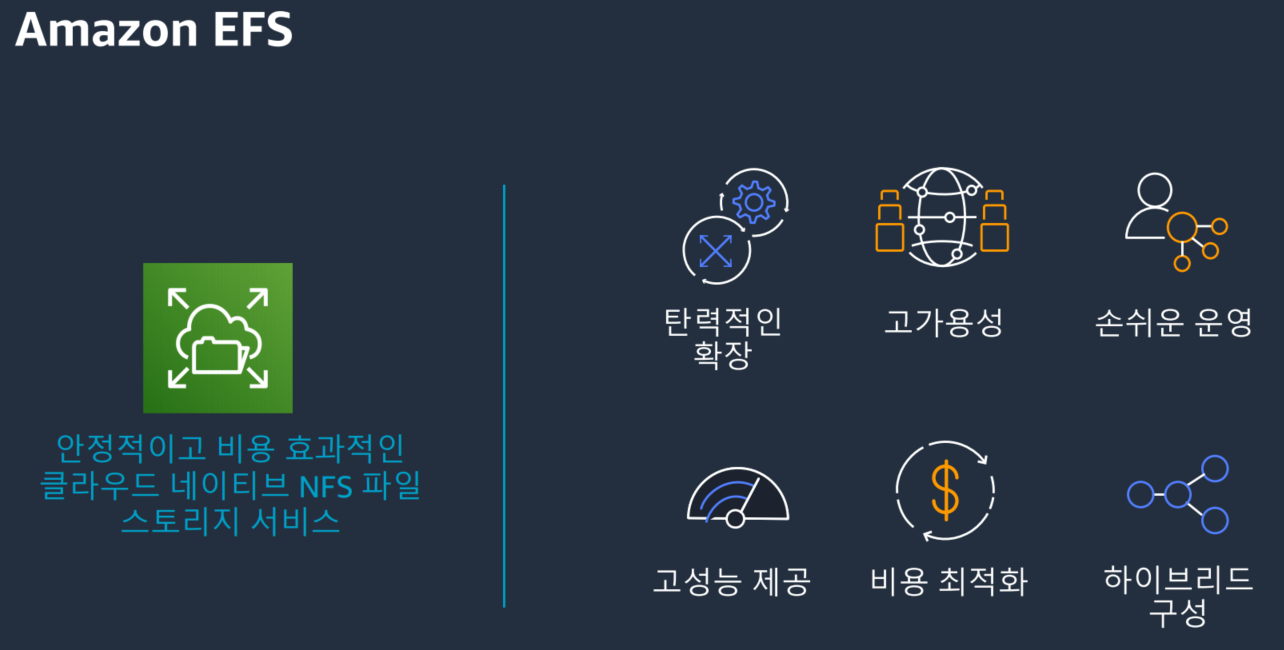 Amazon EFS
안정적이고 비용 효과적인
클라우드 네이티브 NFS 파일
스토리지 서비스
탄력적인
확장
고가용성
손쉬운 운영
고성능 제공
비용 최적화
하이브리드
구성